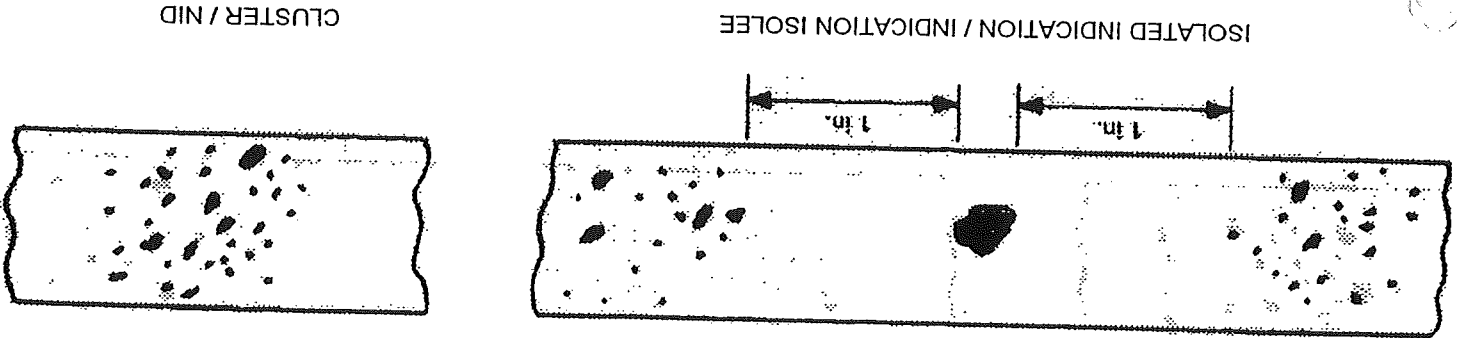 1 in.
1 in.
ISOLATED INDICATION / INDICATION ISOLEE
CLUSTER / NID